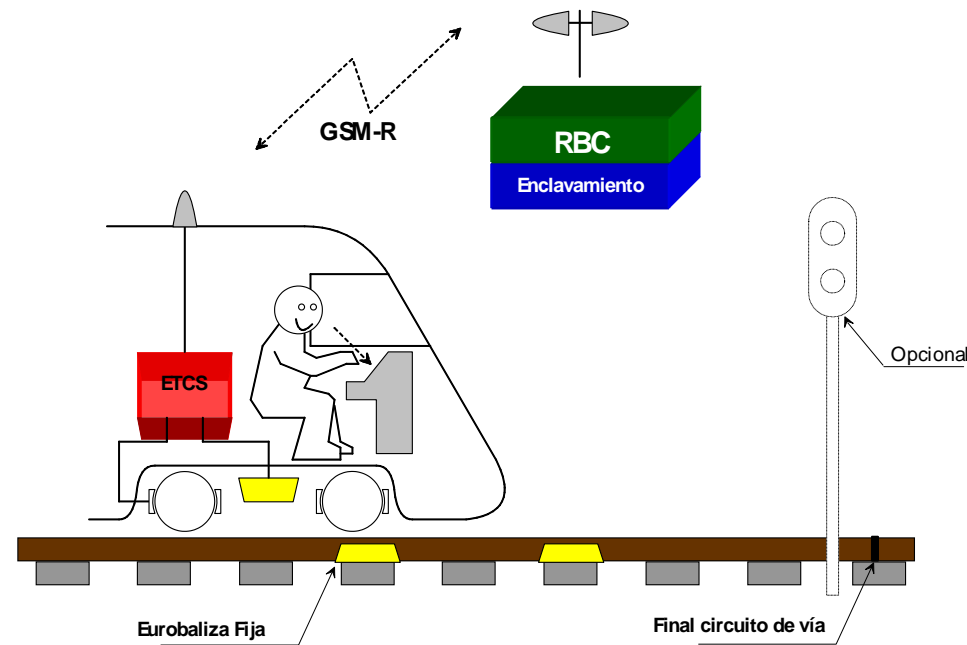 GSM-R
RBC
Enclavamiento
Opcional
ETCS
Eurobaliza Fija
Final circuito de vía